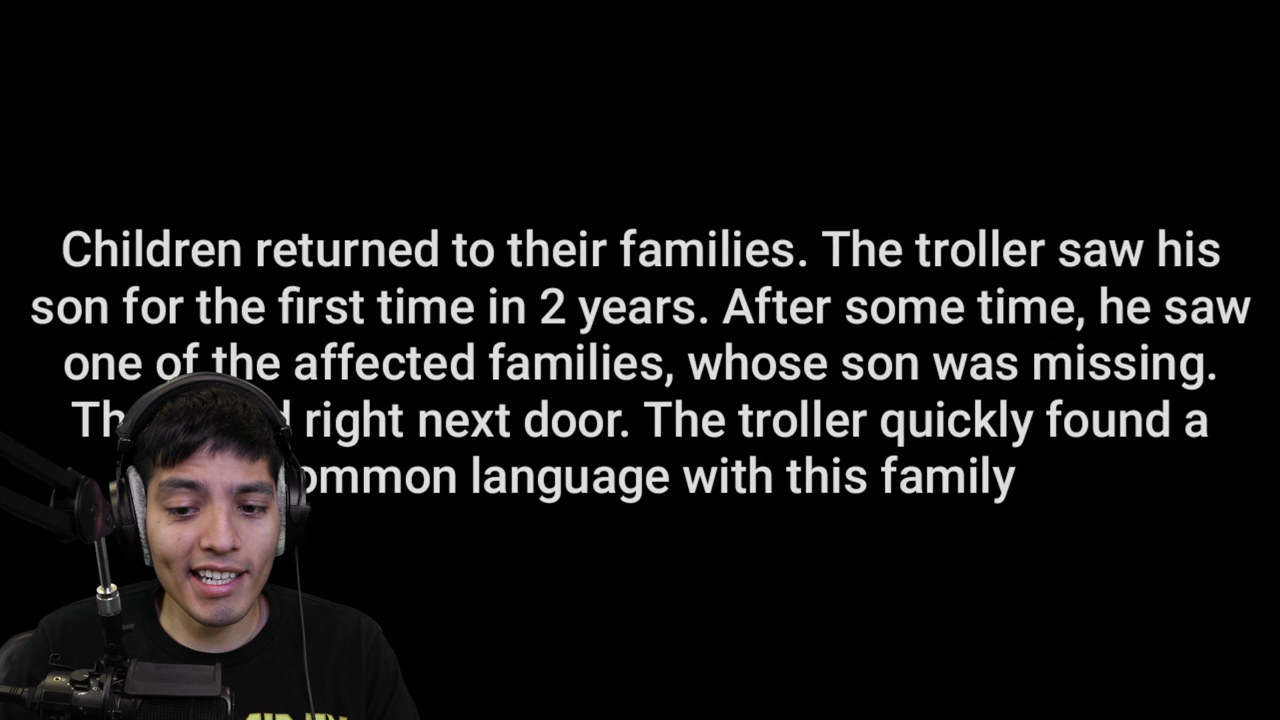 Children returned to their families. The troller saw his
son for the first time in 2 years. After some time, he saw
one of the affected families, whose son was missing.
right next door. The troller quickly found a
language with this family